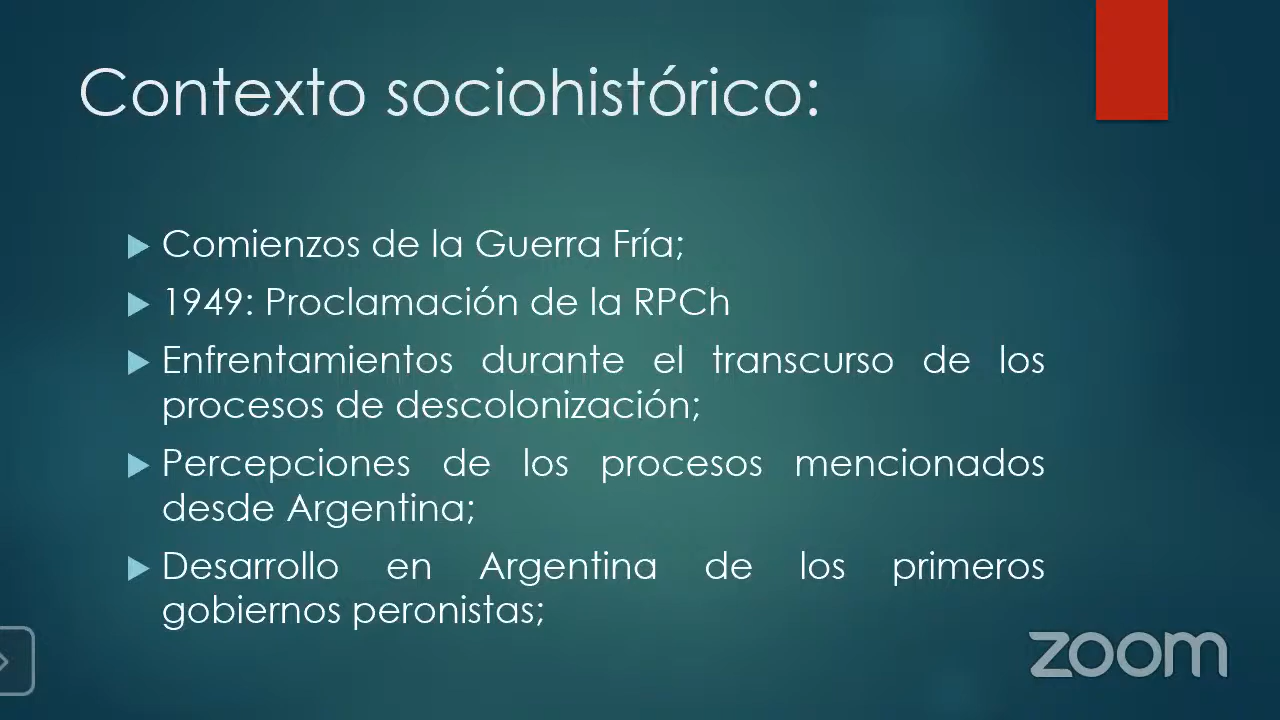 Contexto sociohistórico:
Comienzos de la Guerra Fría;
1949: Proclamación de la RPCh
Enfrentamientos durante el transcurso de los
procesos de descolonización;
Percepciones de los procesos mencionados
desde Argentina;
Desarrollo en Argentina de los primeros
gobiernos peronistas;
zoom